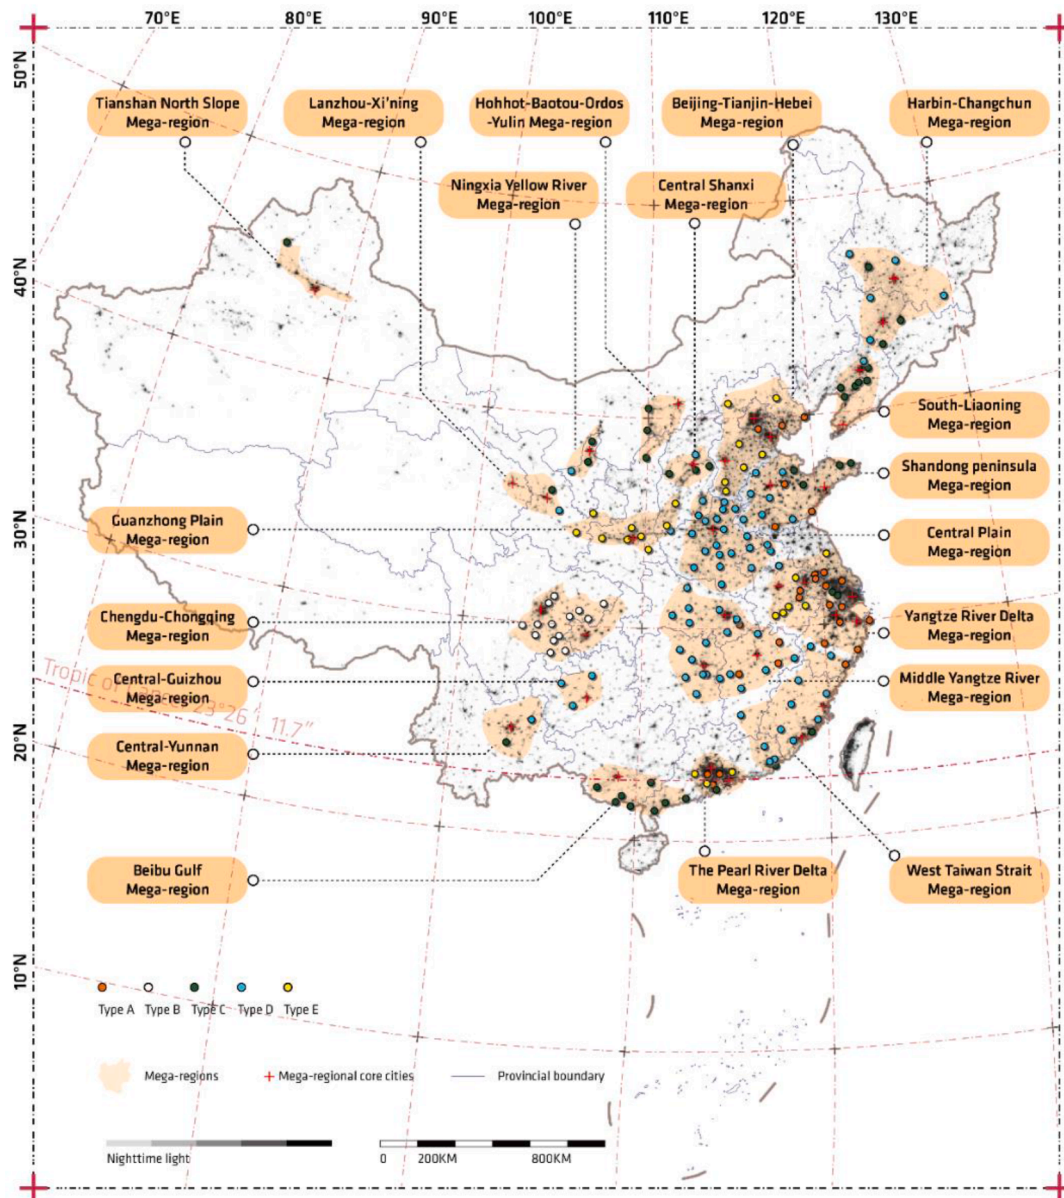 70°E 80°E 90°E 100°E 110°E 120°E 130°E
50°N
40°N
30°N
20°N
10°N
Tianshan North Slope
Mega-region
Lanzhou-Xi'ning
Mega-region
Hohhot-Baotou-Ordos
-Yulin Mega-region
Beijing-Tianjin-Hebei
Mega-region
Harbin-Changchun
Mega-region
Ningxia Yellow River
Mega-region
Central Shanxi
Mega-region
South-Liaoning
Mega-region
Shandong peninsula
Mega-region
Guanzhong Plain
Mega-region
Central Plain
Mega-region
Chengdu-Chongqing
Mega-region
Yangtze River Delta
Mega-region
Central-Guizhou
Mega-region
Middle Yangtze River
Mega-region
Tropic of 23°26′ 11.7″
Central-Yunnan
Mega-region
Beibu Gulf
Mega-region
The Pearl River Delta
Mega-region
West Taiwan Strait
Mega-region
Type A Type B Type C Type D Type E
Mega-regions Mega-regional core cities Provincial boundary
Nighttime light
0 200KM 800KM